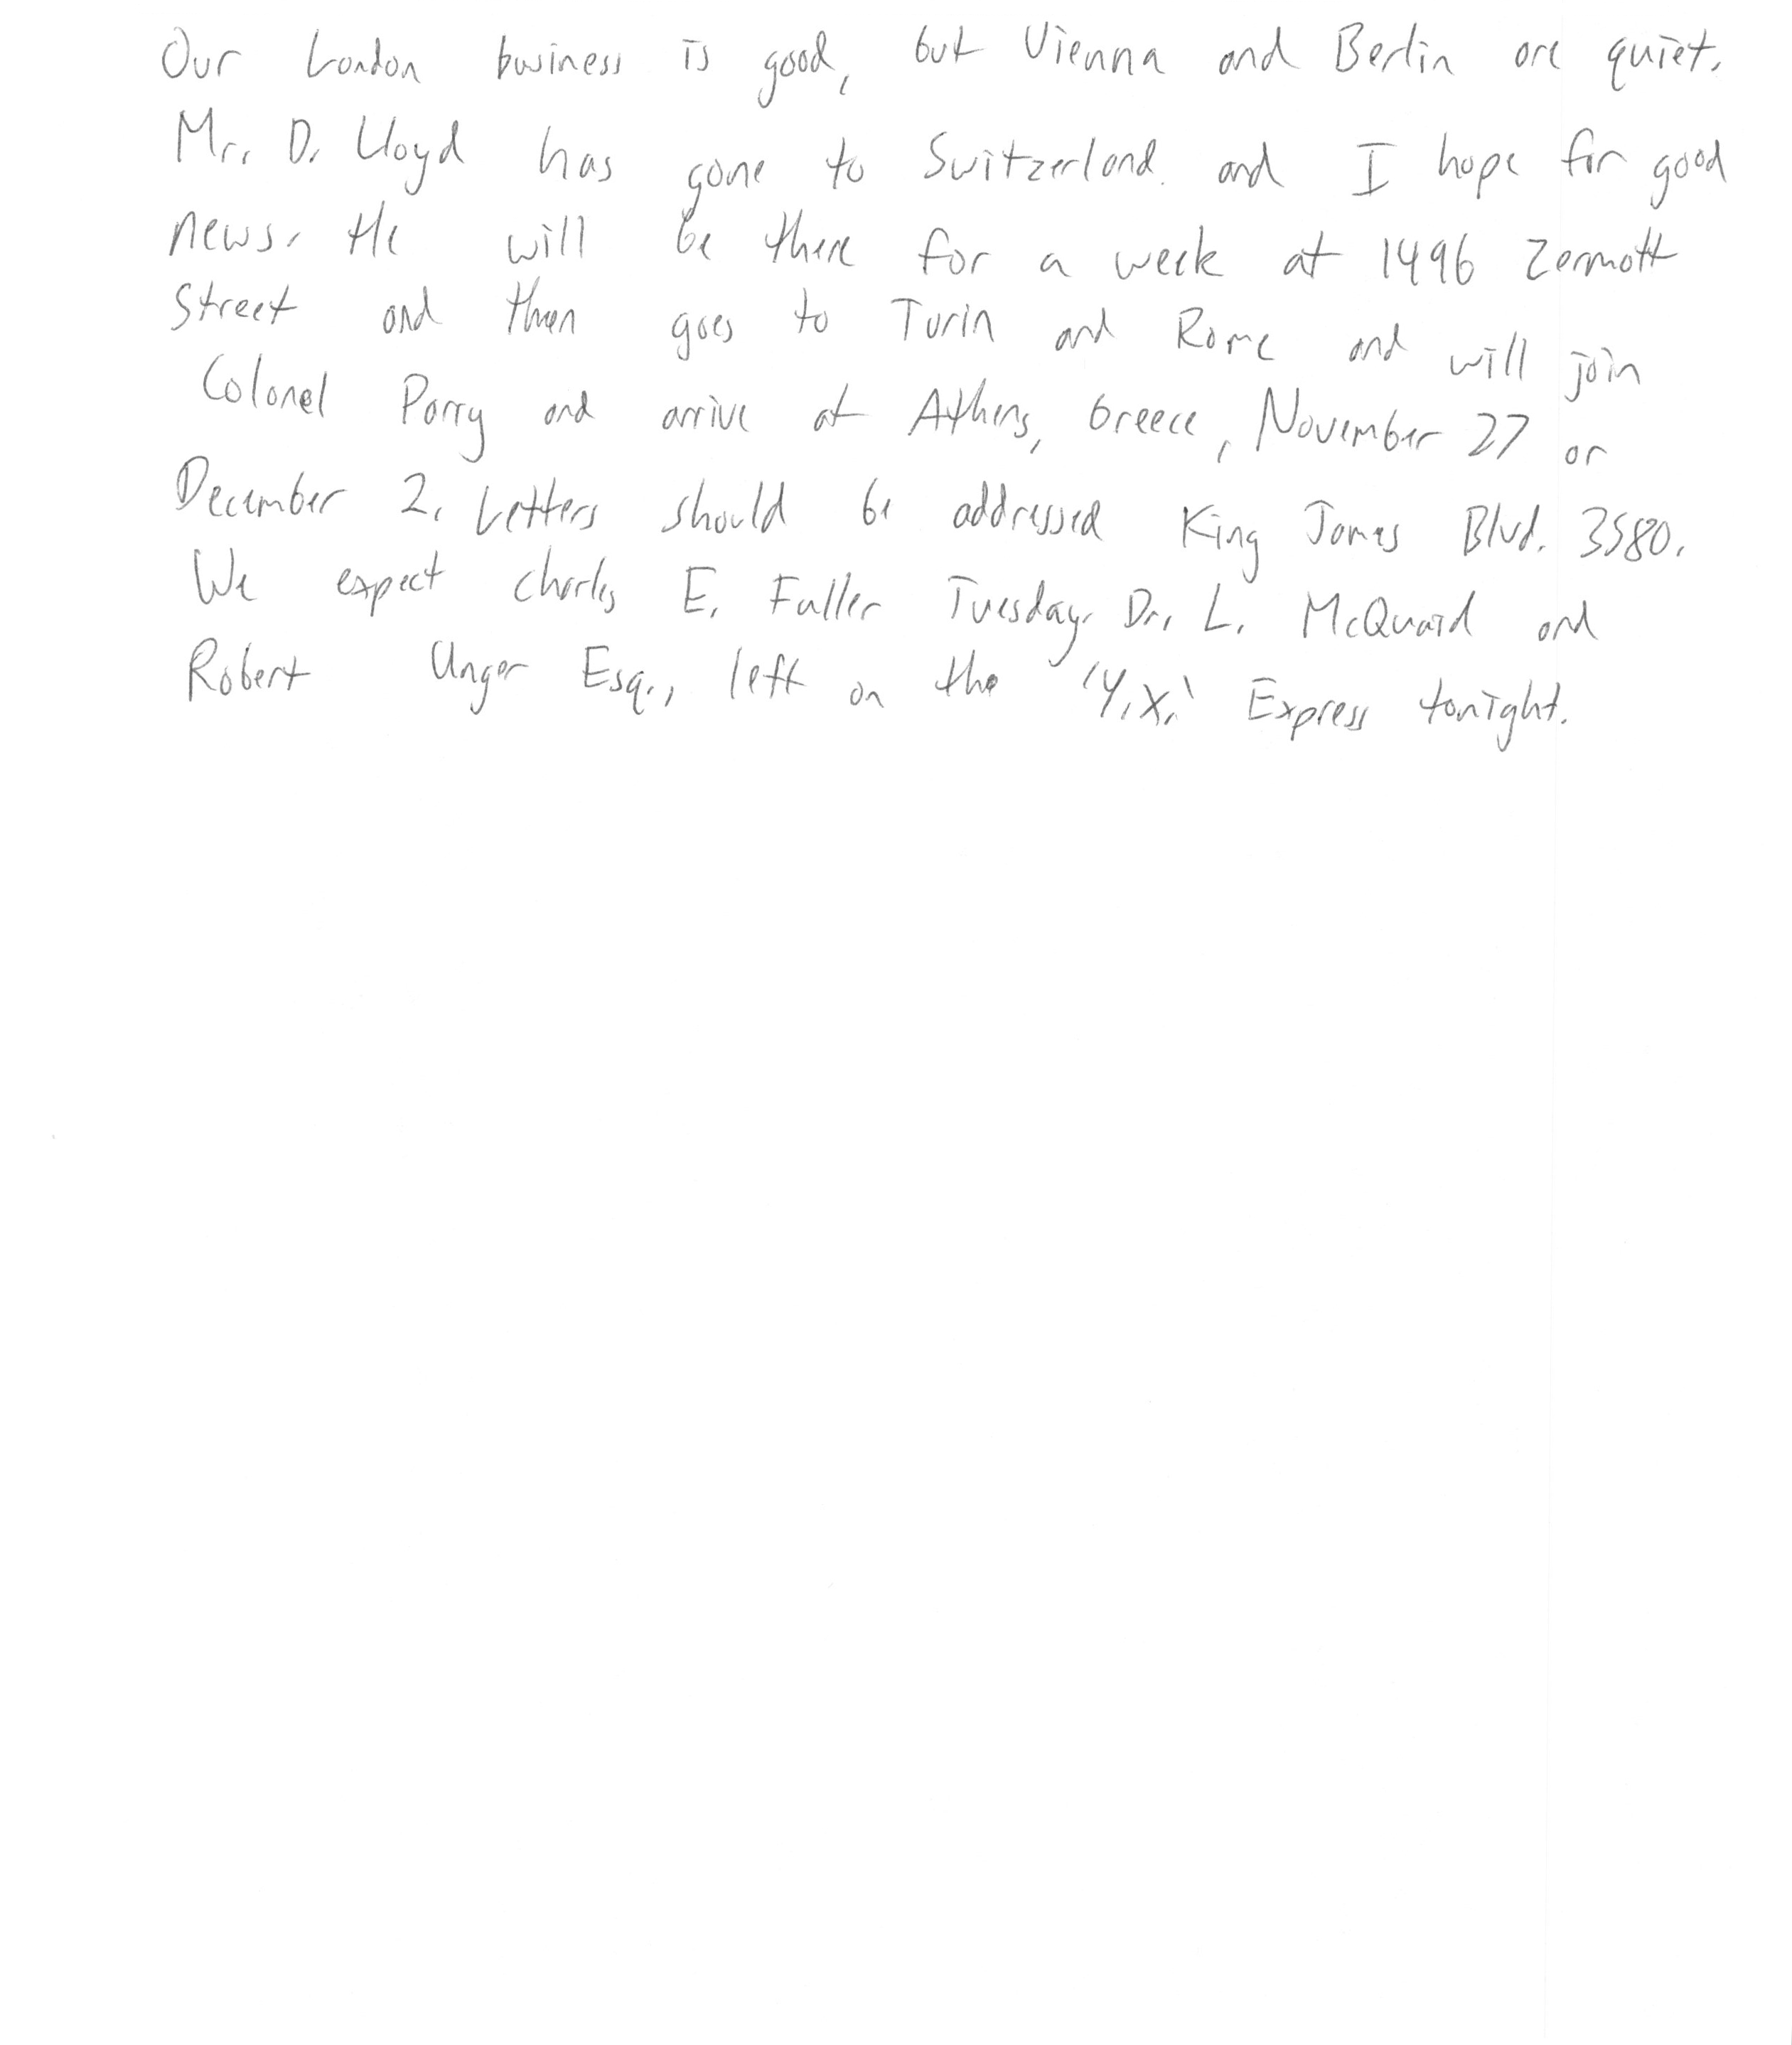 Our London business is good, but Vienna and Berlin are quiet.
Mr. D. Lloyd has gone to Switzerland and I hope for good
news. He will be there for a week at 1496 Zermott
Street and then goes to Turin and Rome and will join
Colonel Parry and arrive at Athens, Greece, November 27 or
December 2. Letters should be addressed King James Blvd. 3580.
We expect Charles E. Fuller Tuesday. Dr. L. McQuaid and
Robert Unger Esq., left on the 'Y.X.' Express tonight.